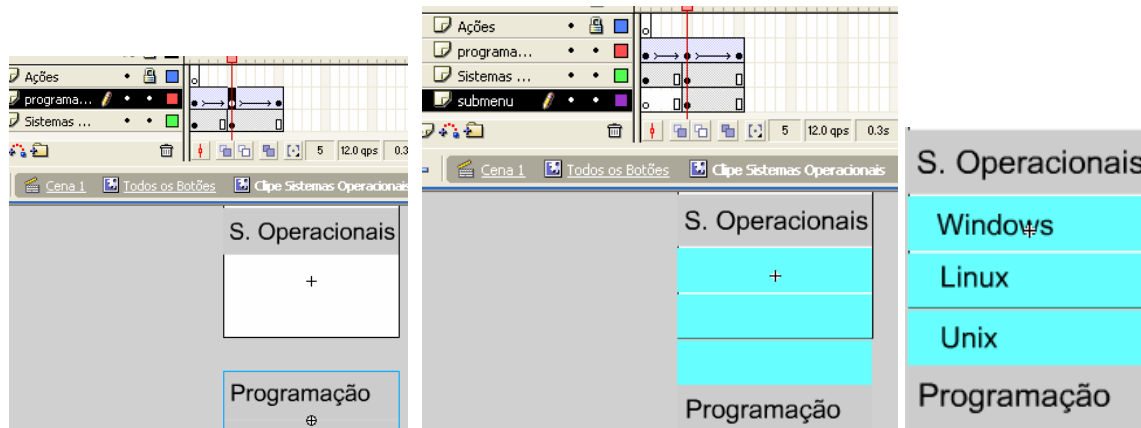 Ações
programa...
Sistemas ...
5 12.0 qps 0.3
Cena 1 Todos os Botões Clipe Sistemas Operacionais
S. Operacionais
Programação
Ações
programa...
Sistemas ...
submenu
5 12.0 qps 0.3s
Cena 1 Todos os Botões Clipe Sistemas Operacionais
S. Operacionais
Programação
S. Operacionais
Windows
Linux
Unix
Programação